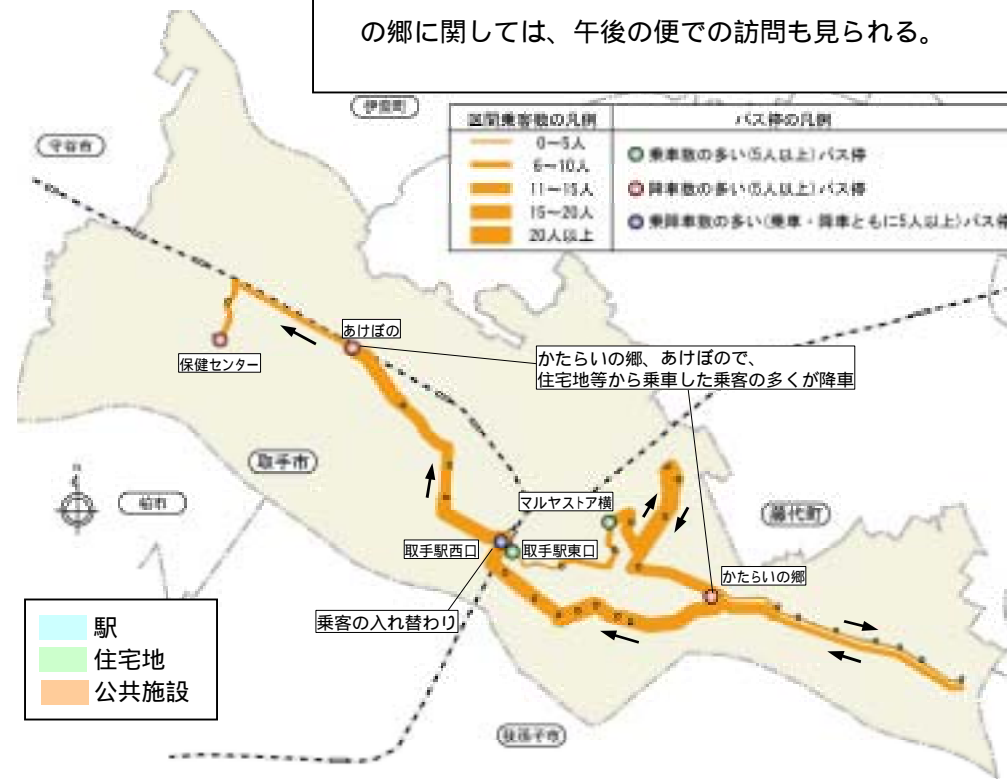 の郷に関しては、午後の便での訪問も見られる。
伊奈町
守谷市
区間乗客数の凡例
バス停の凡例
0～5人
6～10人
11～15人
15～20人
20人以上
乗車数の多い(5人以上)バス停
降車数の多い(5人以上)バス停
乗降車数の多い(乗車・降車ともに5人以上)バス停
あけぼの
保健センター
かたらいの郷、あけぼので、
住宅地等から乗車した乗客の多くが降車
取手市
柏市
マルヤストア横
藤代町
取手駅西口
取手駅東口
かたらいの郷
乗客の入れ替わり
駅
住宅地
公共施設
我孫子市